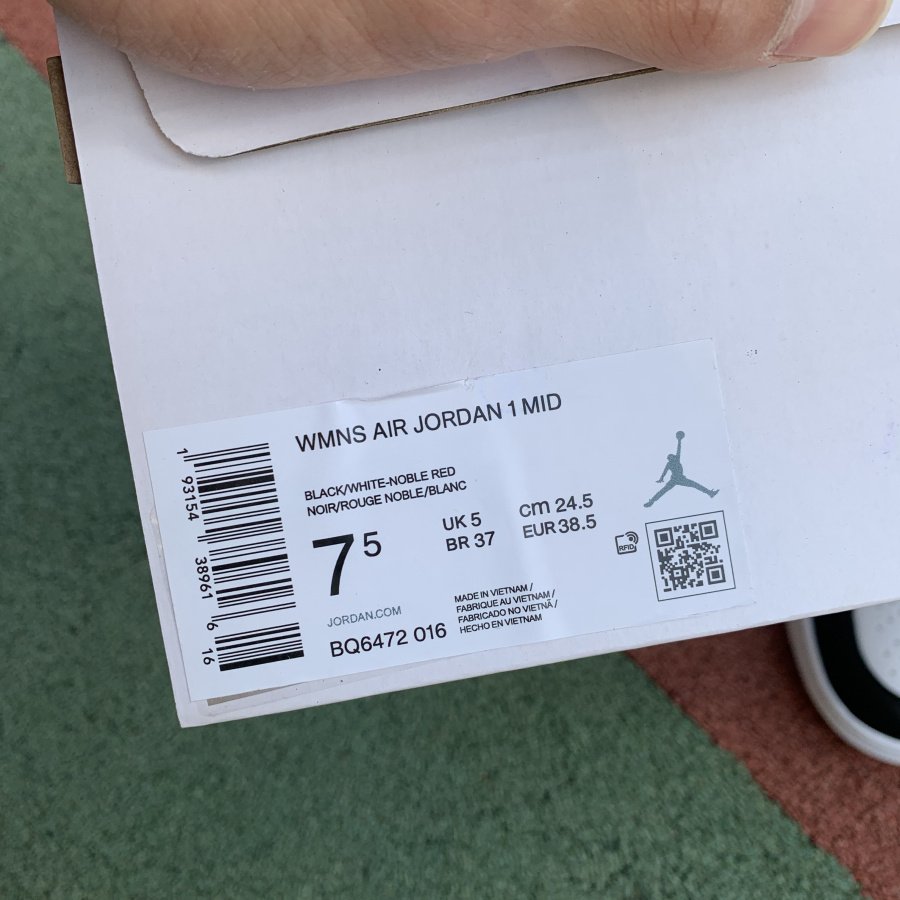 WMNS AIR JORDAN 1 MID
BLACK/WHITE-NOBLE RED
NOIR/ROUGE NOBLE/BLANC
7 5
UK 5
BR 37
cm 24.5
EUR 38.5
RFID
JORDAN.COM
BQ6472 016
MADE IN VIETNAM /
FABRIQUE AU VIETNAM /
FABRICADO NO VIETNÃ /
HECHO EN VIETNAM
1 93154 38961 6 16